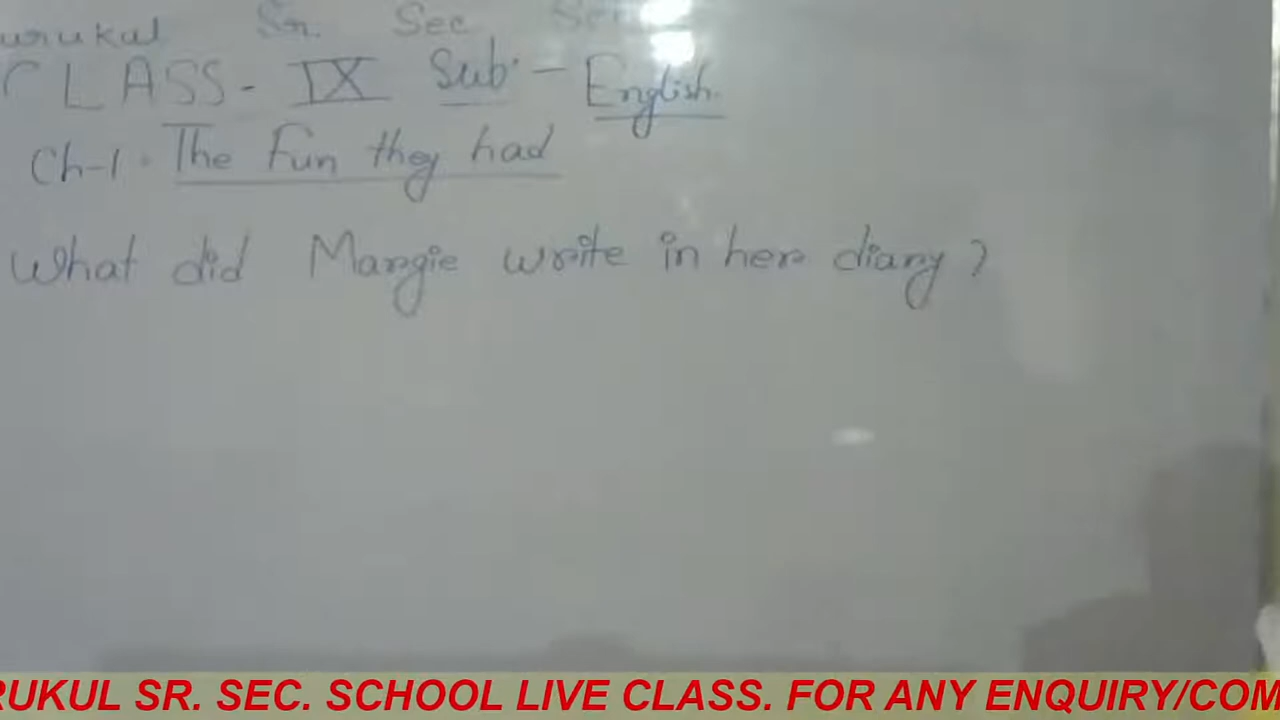 urukul Sr. Sec
CLASS - IX Sub:- English.
Ch-1 · The Fun they had
What did Margie write in her diary?
RUKUL SR. SEC. SCHOOL LIVE CLASS. FOR ANY ENQUIRY/COM